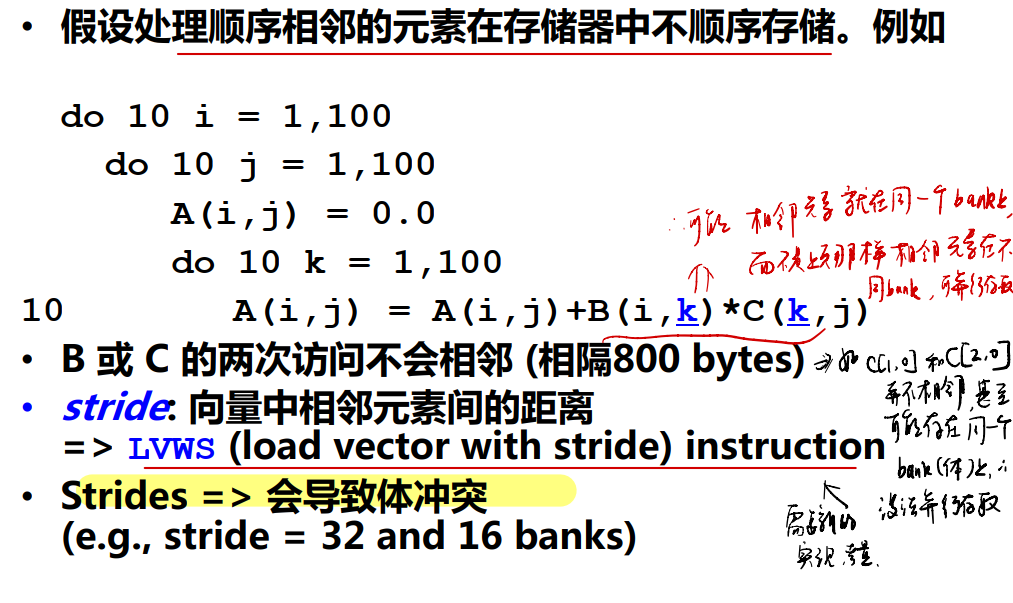 • 假设处理顺序相邻的元素在存储器中不顺序存储。例如
do 10 i = 1,100
do 10 j = 1,100
A(i,j) = 0.0
do 10 k = 1,100
10 A(i,j) = A(i,j)+B(i,k)*C(k,j)
∴可能 相邻元素就在同一个bank上,
而不是上页那样相邻元素在不
同bank，可并行存取
• B 或 C 的两次访问不会相邻 (相隔800 bytes)
⇒如 C[1,0] 和 C[2,0]
并不相邻,甚至
可能存在同一个
bank(体)上,∴
没法并行存取
• stride: 向量中相邻元素间的距离
=> LVWS (load vector with stride) instruction
需要新的
实现
• Strides => 会导致体冲突
(e.g., stride = 32 and 16 banks)